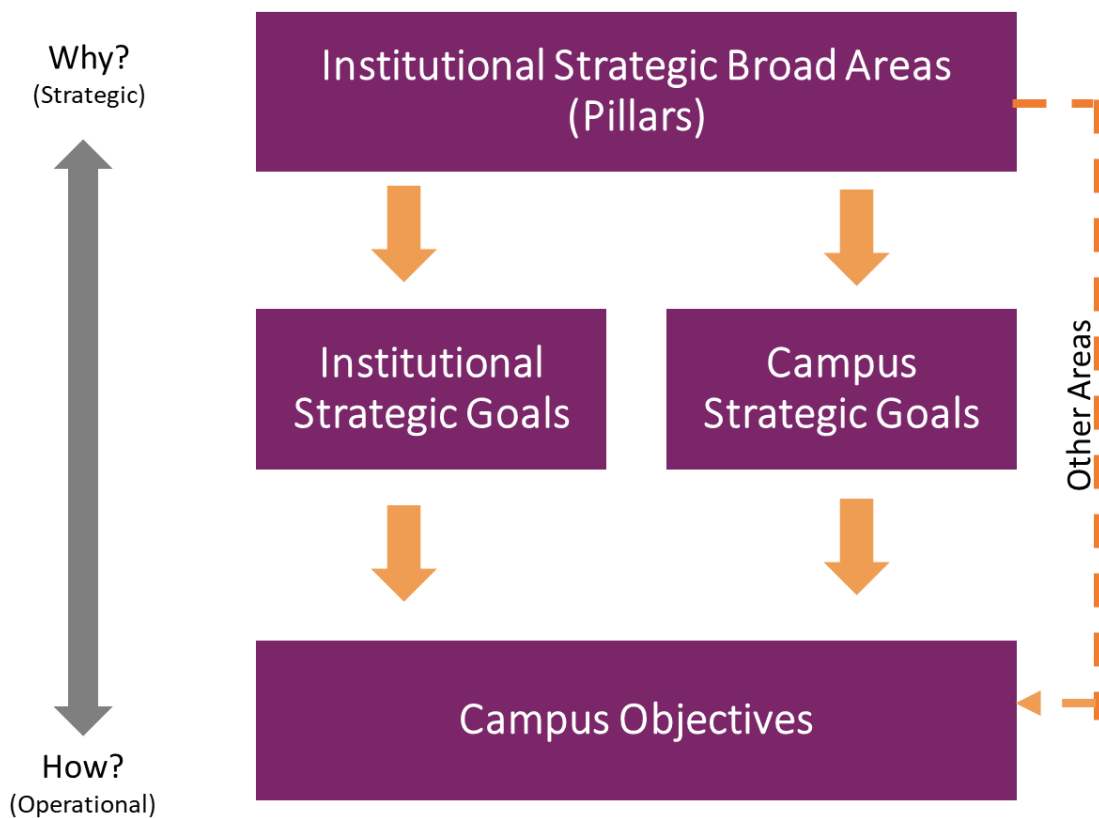 Why?
(Strategic)
Institutional Strategic Broad Areas
(Pillars)
Institutional
Strategic Goals
Campus
Strategic Goals
Other Areas
Campus Objectives
How?
(Operational)